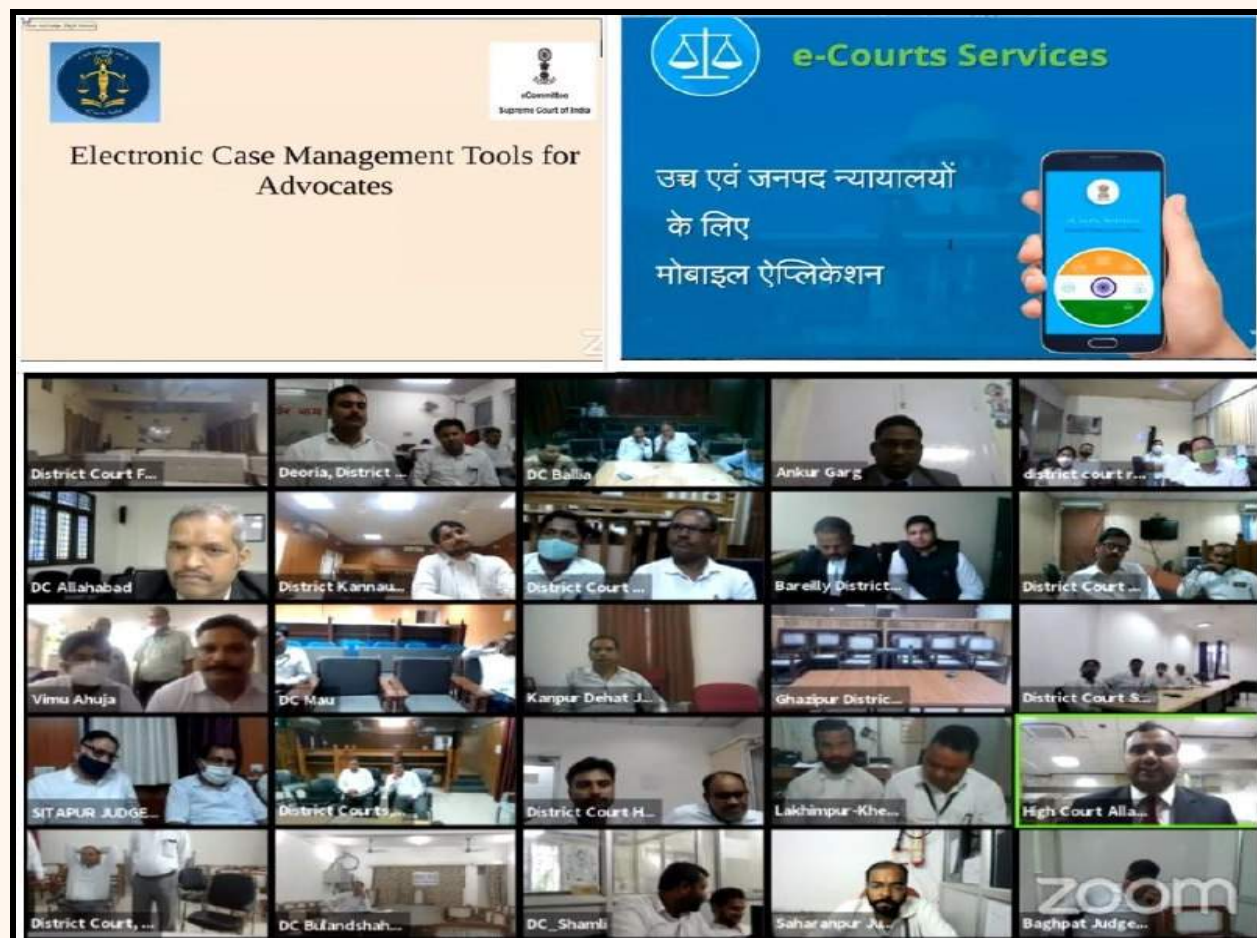 eCommittee
Supreme Court of India
Electronic Case Management Tools for
Advocates
e-Courts Services
उच्च एवं जनपद न्यायालयों
के लिए
मोबाइल ऐप्लिकेशन
District Court F...
Deoria, District ...
DC Ballia
Ankur Garg
district court r...
DC Allahabad
District Kannau...
District Court ...
Bareilly District...
District Court ...
Vimu Ahuja
DC Mau
Kanpur Dehat J...
Ghazipur Distric...
District Court S...
SITAPUR JUDGE...
District Courts,...
District Court H...
Lakhimpur-Khe...
High Court Alla...
District Court, ...
DC Bulandshah...
DC_Shamli
Saharanpur Ju...
Baghpat Judge...
zoom